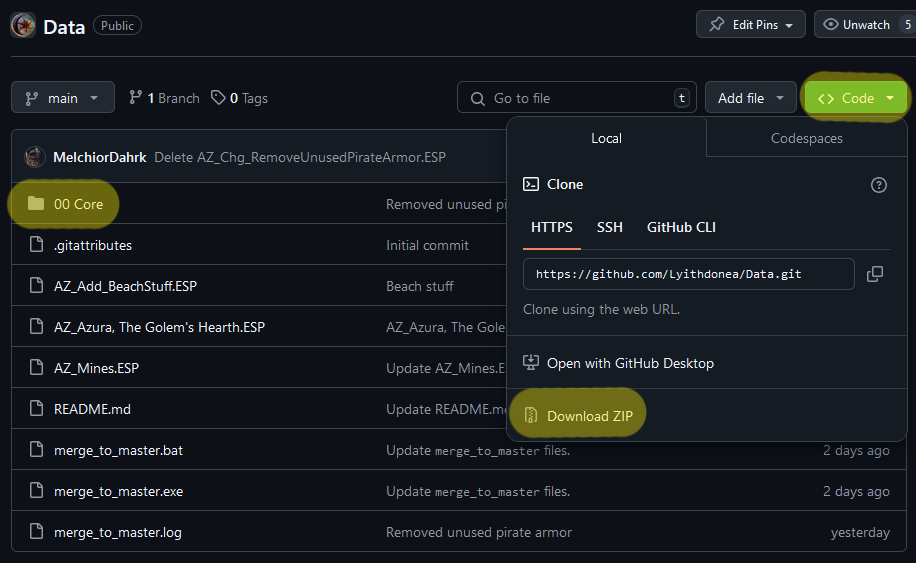 Data Public Edit Pins Unwatch 5
main 1 Branch 0 Tags Go to file t Add file <> Code
Local Codespaces
MelchiorDahrk Delete AZ_Chg_RemoveUnusedPirateArmor.ESP
Clone
00 Core Removed unused pi
HTTPS SSH GitHub CLI
.gitattributes Initial commit
https://github.com/Lyithdonea/Data.git
AZ_Add_BeachStuff.ESP Beach stuff
Clone using the web URL.
AZ_Azura, The Golem's Hearth.ESP AZ_Azura, The Gole
Open with GitHub Desktop
AZ_Mines.ESP Update AZ_Mines.E
README.md Update README.m
Download ZIP
merge_to_master.bat Update merge_to_master files. 2 days ago
merge_to_master.exe Update merge_to_master files. 2 days ago
merge_to_master.log Removed unused pirate armor yesterday